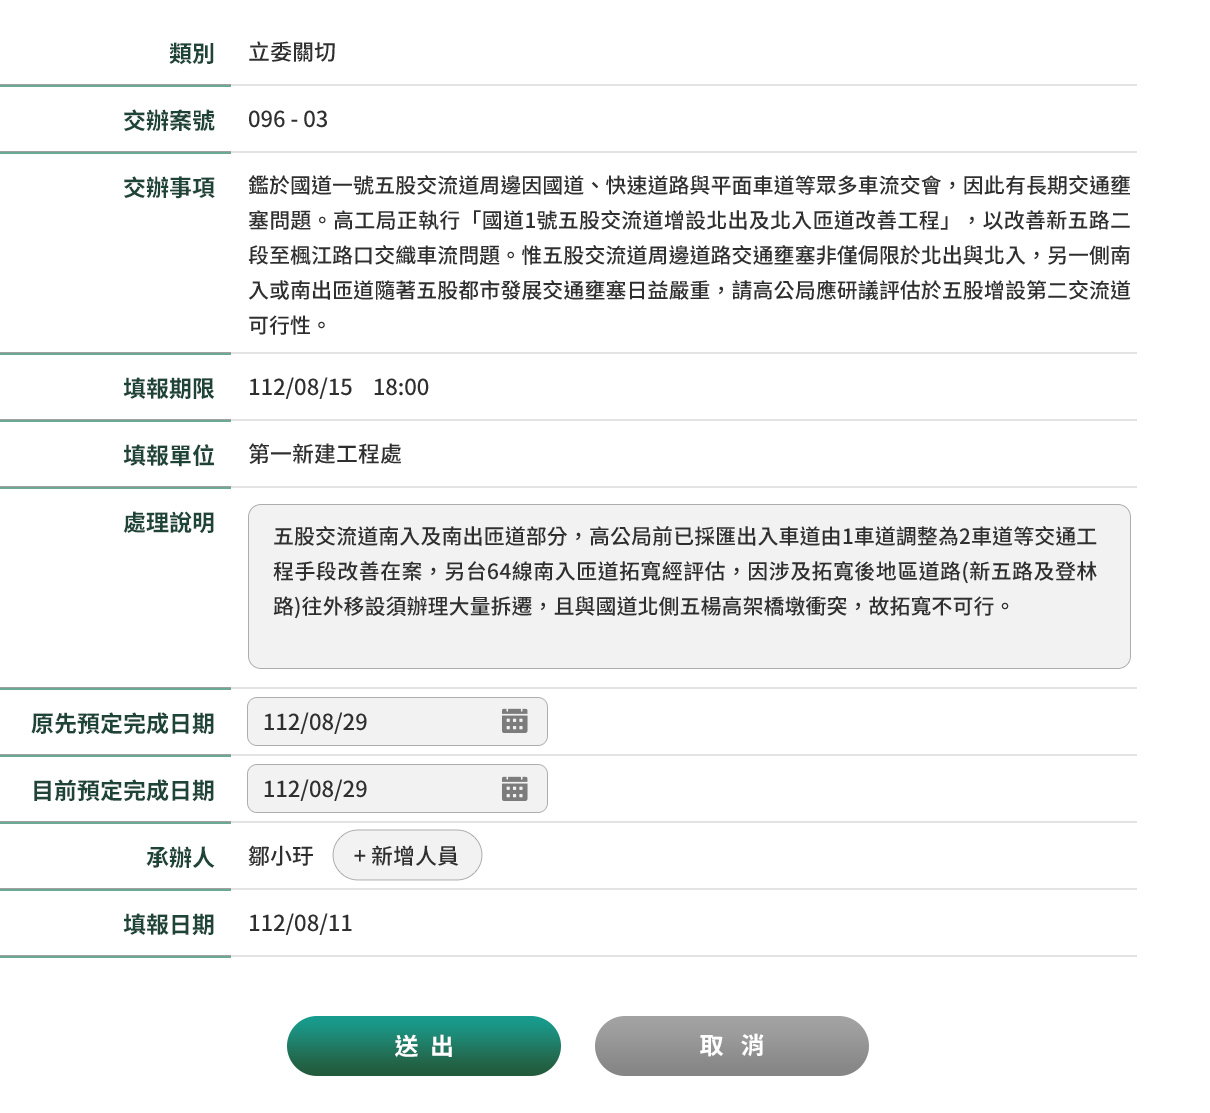 類別 立委關切
交辦案號 096 - 03
交辦事項 鑑於國道一號五股交流道周邊因國道、快速道路與平面車道等眾多車流交會，因此有長期交通壅
塞問題。高工局正執行「國道1號五股交流道增設北出及北入匝道改善工程」，以改善新五路二
段至楓江路口交織車流問題。惟五股交流道周邊道路交通壅塞非僅侷限於北出與北入，另一側南
入或南出匝道隨著五股都市發展交通壅塞日益嚴重，請高公局應研議評估於五股增設第二交流道
可行性。
填報期限 112/08/15 18:00
填報單位 第一新建工程處
處理說明 五股交流道南入及南出匝道部分，高公局前已採匯出入車道由1車道調整為2車道等交通工
程手段改善在案，另台64線南入匝道拓寬經評估，因涉及拓寬後地區道路(新五路及登林
路)往外移設須辦理大量拆遷，且與國道北側五楊高架橋墩衝突，故拓寬不可行。
原先預定完成日期 112/08/29
目前預定完成日期 112/08/29
承辦人 鄒小玗 + 新增人員
填報日期 112/08/11
送出 取消